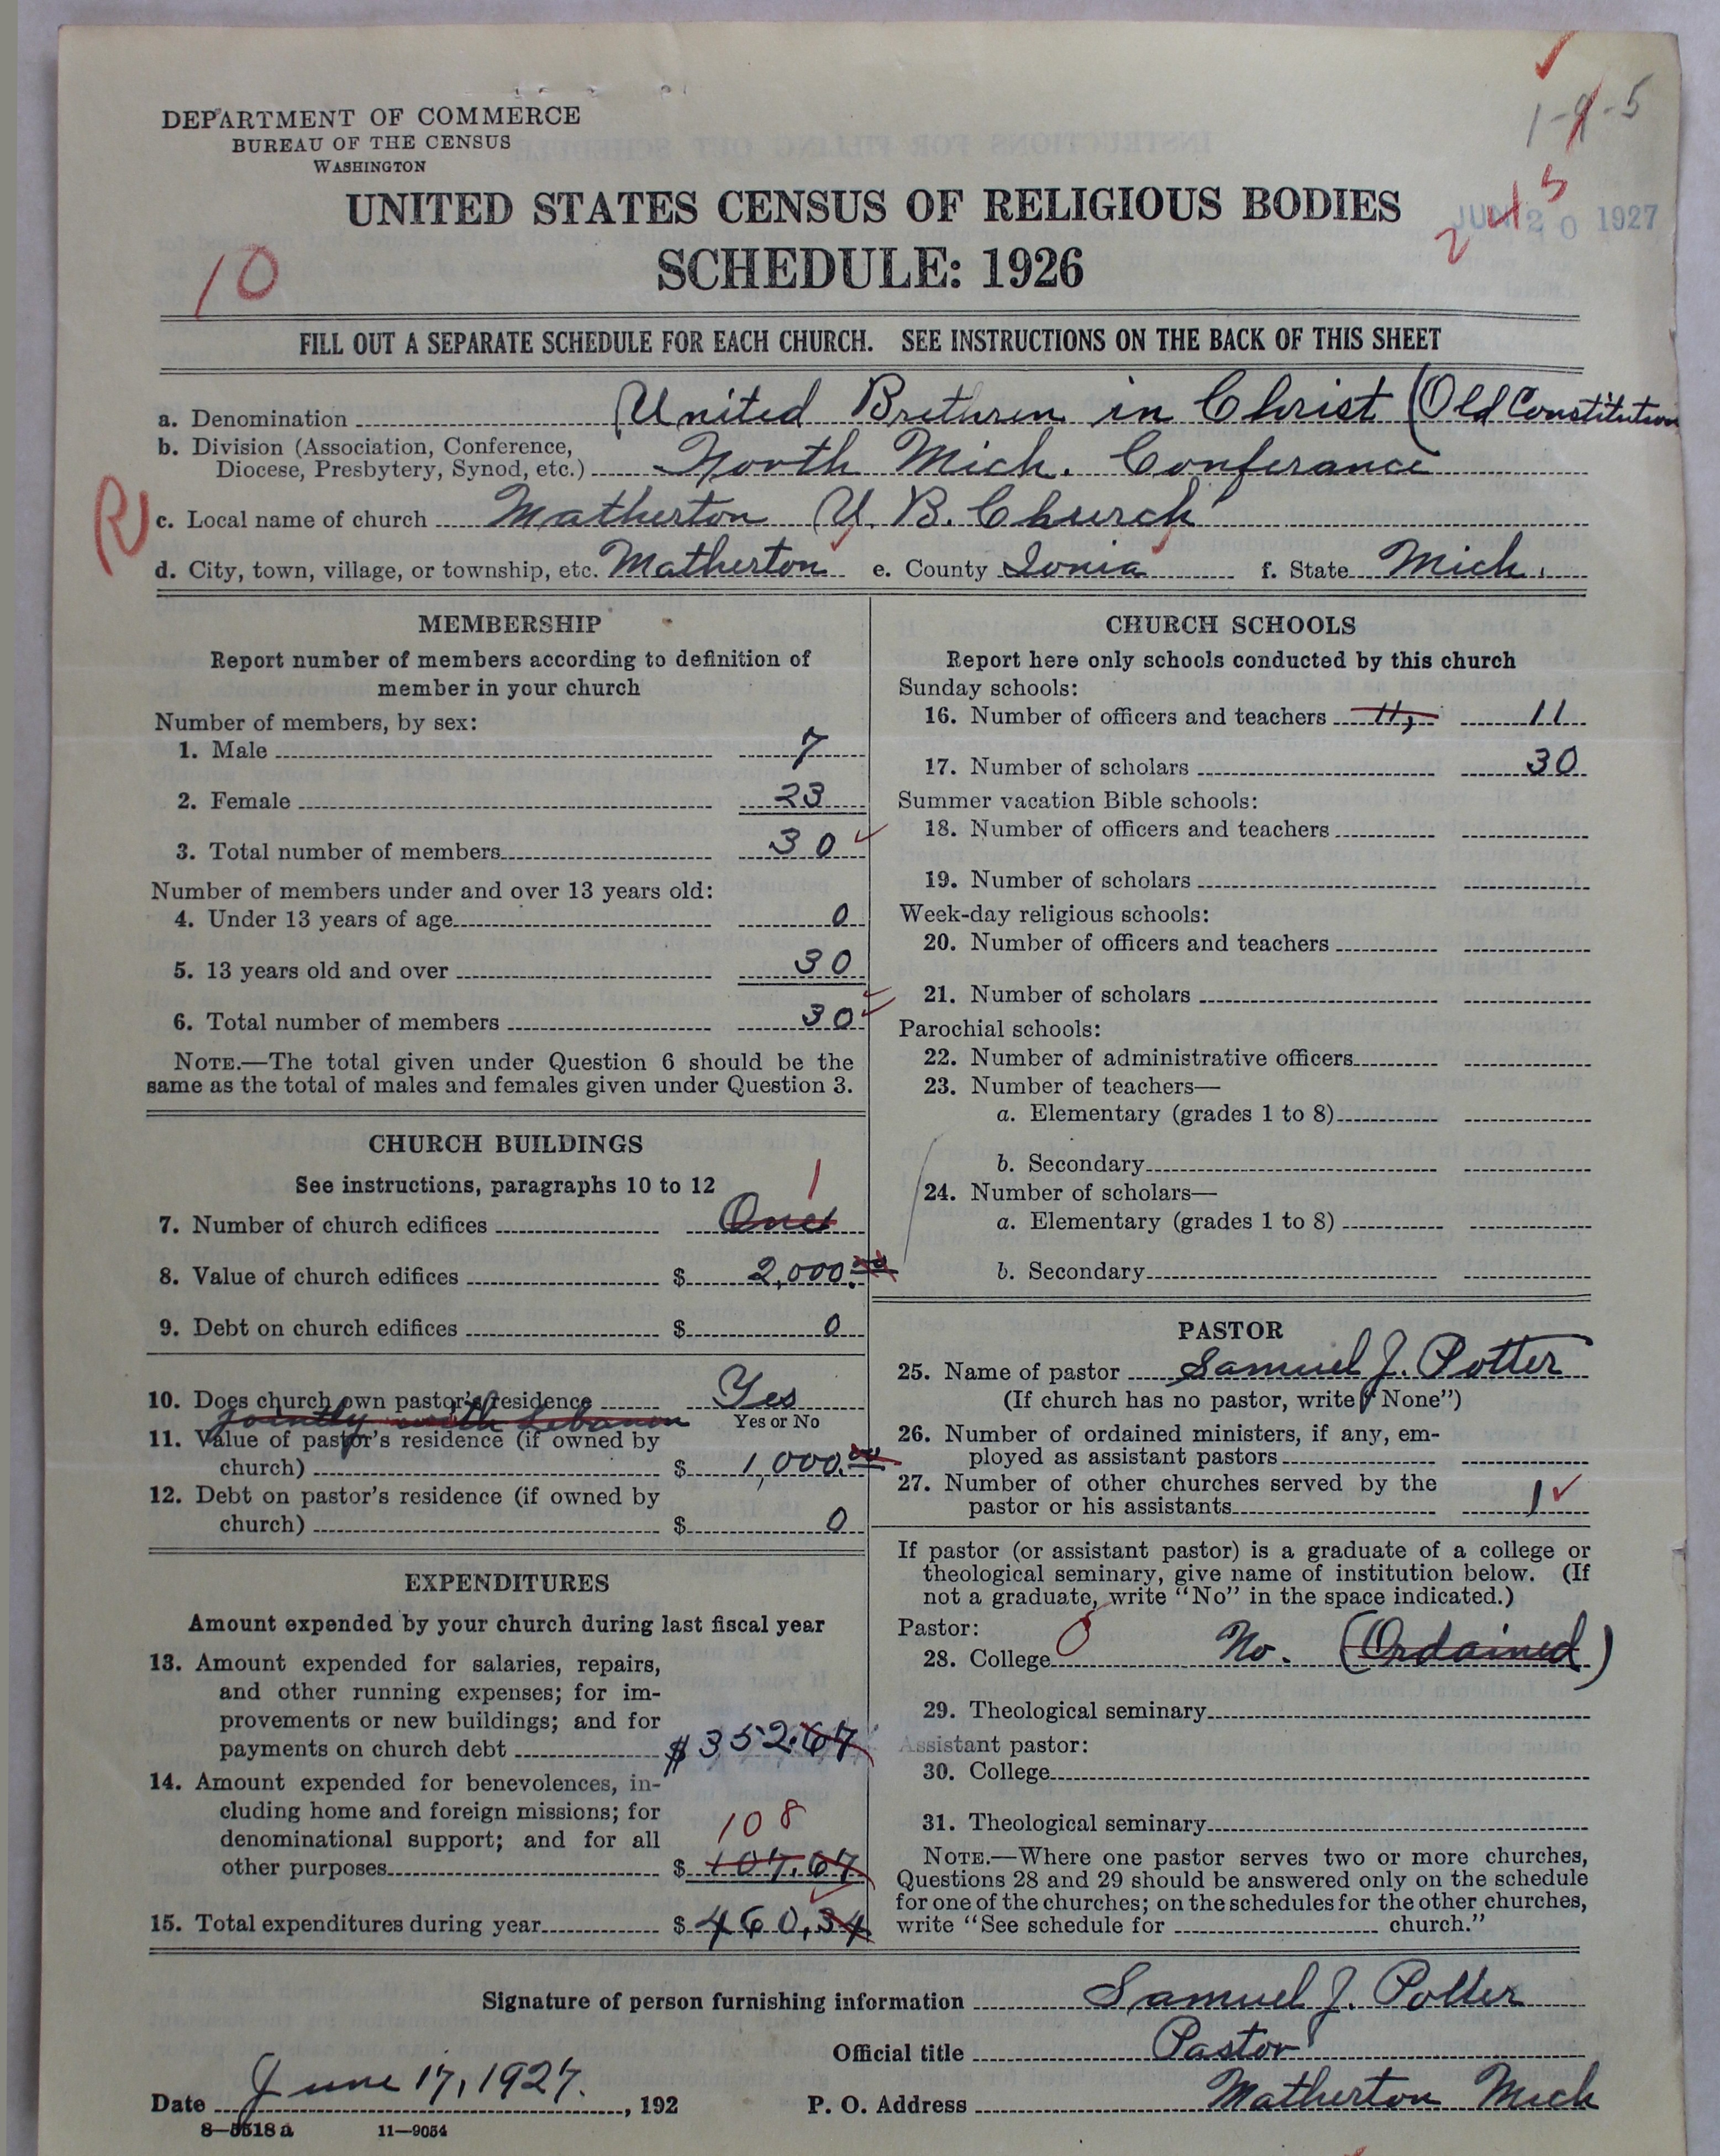 DEPARTMENT OF COMMERCE
BUREAU OF THE CENSUS
WASHINGTON
1-9-5
UNITED STATES CENSUS OF RELIGIOUS BODIES
JUN 20 1927
SCHEDULE: 1926
10
FILL OUT A SEPARATE SCHEDULE FOR EACH CHURCH. SEE INSTRUCTIONS ON THE BACK OF THIS SHEET
a. Denomination United Brethren in Christ (Old Constitution
b. Division (Association, Conference,
Diocese, Presbytery, Synod, etc.) North Mich. Conferance
c. Local name of church Matherton U. B. Church
d. City, town, village, or township, etc. Matherton e. County Ionia f. State Mich.
MEMBERSHIP
Report number of members according to definition of
member in your church
Number of members, by sex:
1. Male 7
2. Female 23
3. Total number of members 30
Number of members under and over 13 years old:
4. Under 13 years of age 0
5. 13 years old and over 30
6. Total number of members 30
NOTE.—The total given under Question 6 should be the
same as the total of males and females given under Question 3.
CHURCH BUILDINGS
See instructions, paragraphs 10 to 12
1
7. Number of church edifices One
8. Value of church edifices $ 2,000.00
9. Debt on church edifices $ 0
10. Does church own pastor's residence Yes
Yes or No
jointly with Lebanon
11. Value of pastor's residence (if owned by
church) $ 1,000.00
12. Debt on pastor's residence (if owned by
church) $ 0
EXPENDITURES
Amount expended by your church during last fiscal year
13. Amount expended for salaries, repairs,
and other running expenses; for im-
provements or new buildings; and for
payments on church debt $352.67
14. Amount expended for benevolences, in-
cluding home and foreign missions; for
108
denominational support; and for all
other purposes $ 107.67
15. Total expenditures during year $ 460.34
CHURCH SCHOOLS
Report here only schools conducted by this church
Sunday schools:
16. Number of officers and teachers 11, 11
17. Number of scholars 30
Summer vacation Bible schools:
18. Number of officers and teachers
19. Number of scholars
Week-day religious schools:
20. Number of officers and teachers
21. Number of scholars
Parochial schools:
22. Number of administrative officers
23. Number of teachers—
a. Elementary (grades 1 to 8)
b. Secondary
24. Number of scholars—
a. Elementary (grades 1 to 8)
b. Secondary
PASTOR
25. Name of pastor Samuel J. Potter
(If church has no pastor, write "None")
26. Number of ordained ministers, if any, em-
ployed as assistant pastors
27. Number of other churches served by the
pastor or his assistants 1
If pastor (or assistant pastor) is a graduate of a college or
theological seminary, give name of institution below. (If
not a graduate, write "No" in the space indicated.)
Pastor:
28. College 0 No. (Ordained)
29. Theological seminary
Assistant pastor:
30. College
31. Theological seminary
NOTE.—Where one pastor serves two or more churches,
Questions 28 and 29 should be answered only on the schedule
for one of the churches; on the schedules for the other churches,
write "See schedule for church."
Signature of person furnishing information Samuel J. Potter
Official title Pastor
Date June 17, 1927. , 192
P. O. Address Matherton Mich
8—5518 a 11—9054